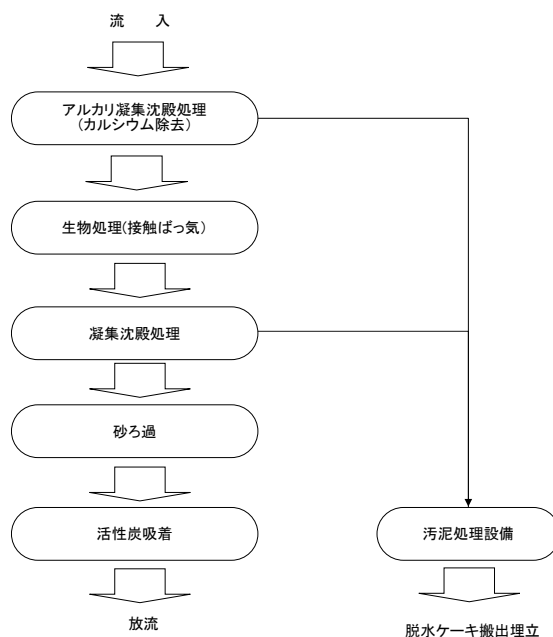 流　入
アルカリ凝集沈殿処理
(カルシウム除去)
生物処理(接触ばっ気)
凝集沈殿処理
砂ろ過
活性炭吸着
汚泥処理設備
放流
脱水ケーキ搬出埋立